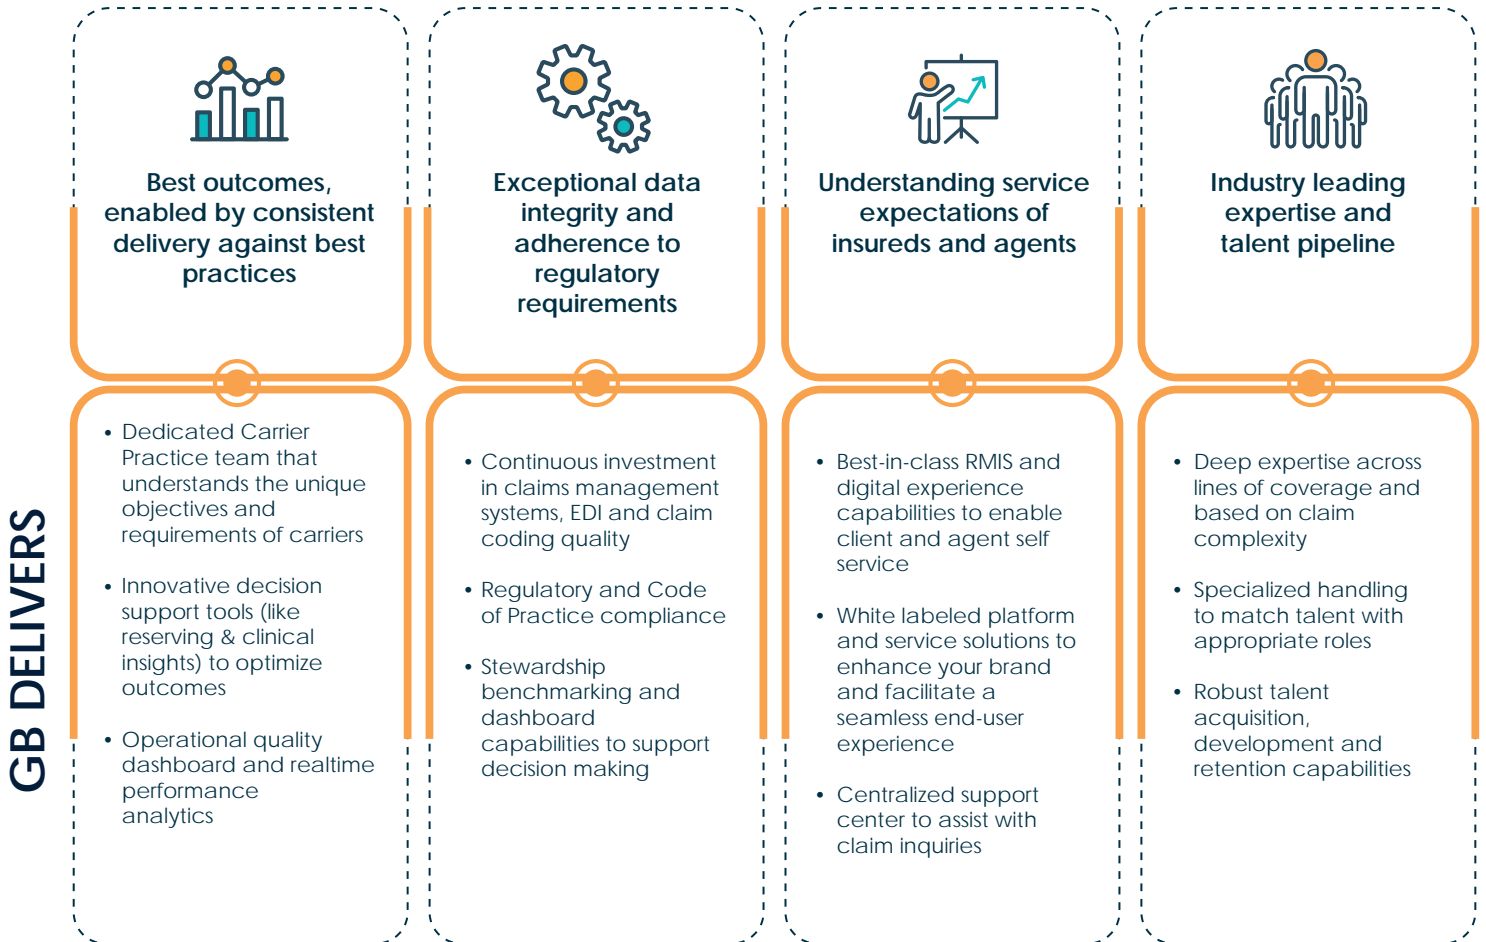 Best outcomes,
enabled by consistent
delivery against best
practices
Exceptional data
integrity and
adherence to
regulatory
requirements
Understanding service
expectations of
insureds and agents
Industry leading
expertise and
talent pipeline
GB DELIVERS
• Dedicated Carrier
Practice team that
understands the unique
objectives and
requirements of carriers
• Innovative decision
support tools (like
reserving & clinical
insights) to optimize
outcomes
• Operational quality
dashboard and realtime
performance
analytics
• Continuous investment
in claims management
systems, EDI and claim
coding quality
• Regulatory and Code
of Practice compliance
• Stewardship
benchmarking and
dashboard
capabilities to support
decision making
• Best-in-class RMIS and
digital experience
capabilities to enable
client and agent self
service
• White labeled platform
and service solutions to
enhance your brand
and facilitate a
seamless end-user
experience
• Centralized support
center to assist with
claim inquiries
• Deep expertise across
lines of coverage and
based on claim
complexity
• Specialized handling
to match talent with
appropriate roles
• Robust talent
acquisition,
development and
retention capabilities